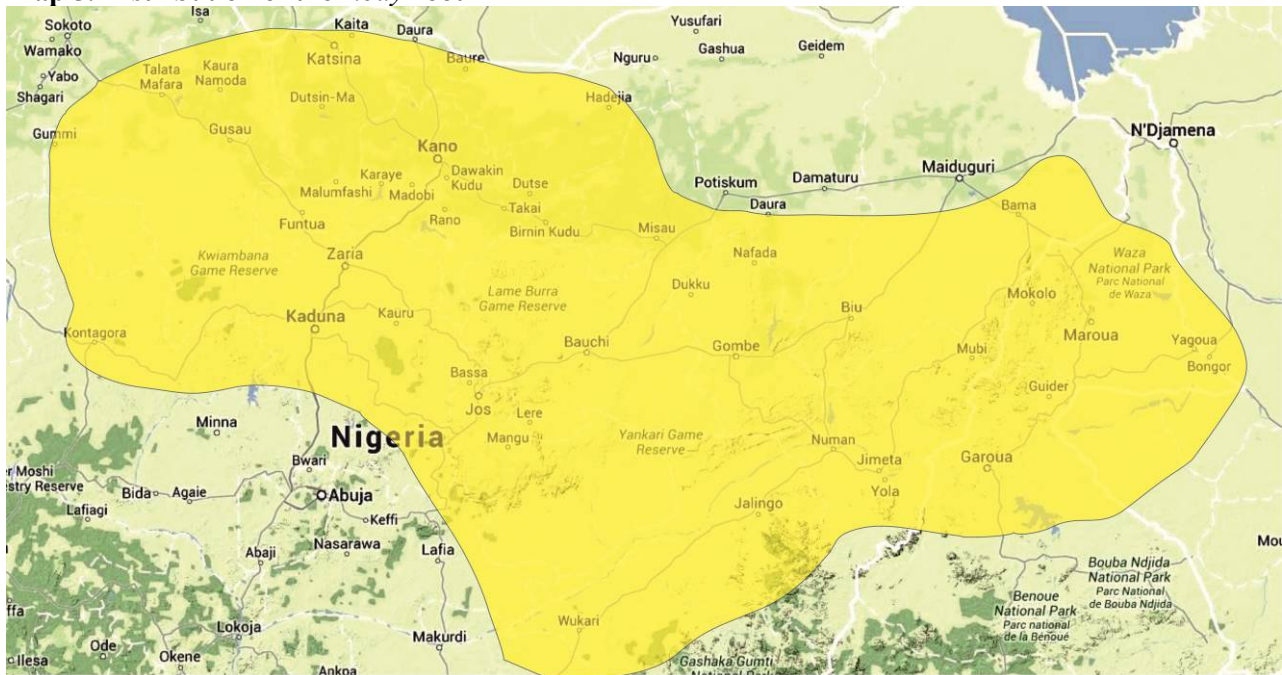 Isa
Kaita
Daura
Yusufari
Sokoto
Wamako
Katsina
Baure
Nguru
Gashua
Geidem
Yabo
Shagari
Talata
Mafara
Kaura
Namoda
Dutsin-Ma
Hadejia
Gummi
Gusau
Kano
N'Djamena
Karaye
Dawakin
Kudu
Malumfashi
Madobi
Dutse
Potiskum
Damaturu
Maiduguri
Rano
Takai
Daura
Bama
Funtua
Birnin Kudu
Misau
Kwiambana
Game Reserve
Zaria
Nafada
Waza
National Park
Parc National
de Waza
Lame Burra
Game Reserve
Dukku
Mokolo
Kaduna
Kauru
Biu
Maroua
Kontagora
Bauchi
Gombe
Mubi
Yagoua
Bongor
Bassa
Jos
Guider
Minna
Lere
Nigeria
Mangu
Yankari Game
Reserve
Numan
Jimeta
Garoua
er Moshi
estry Reserve
Bwari
Bida
Agaie
Abuja
Yola
Lafiagi
Keffi
Jalingo
Abaji
Nasarawa
Lafia
Mou
Bouba Ndjida
National Park
Parc National
de Bouba Ndjida
Benoue
National Park
Parc national
de la Bénoué
ffa
Lokoja
Wukari
Ode
Makurdi
Ilesa
Okene
Ankpa
Gashaka Gumti